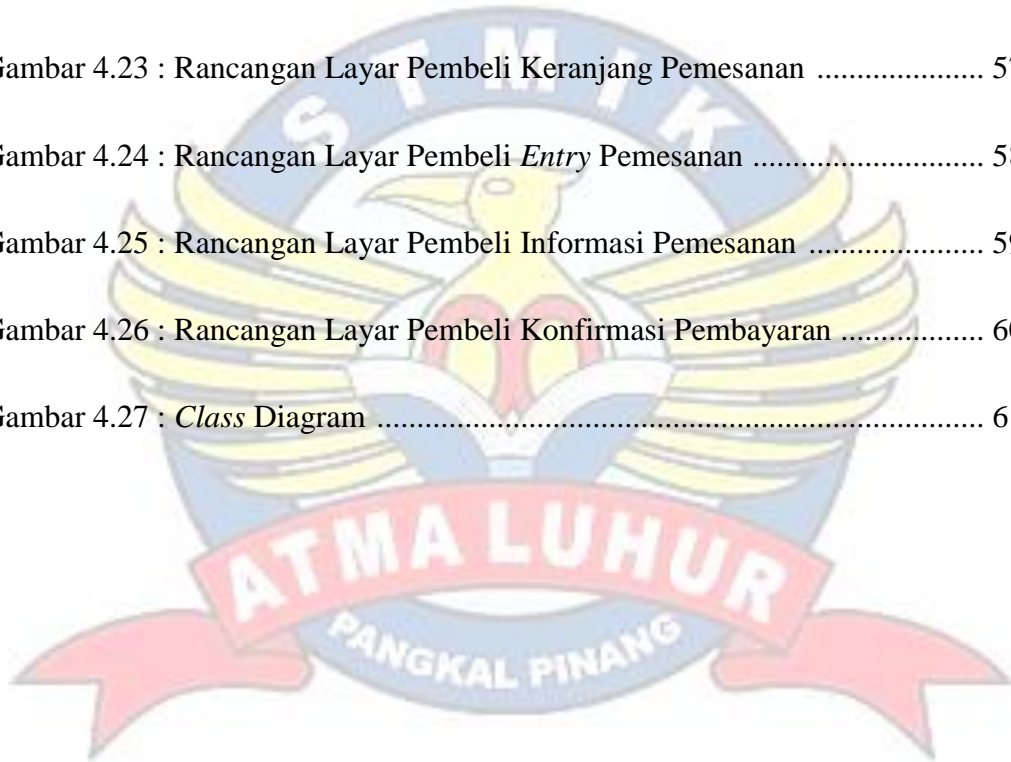 Gambar 4.23 : Rancangan Layar Pembeli Keranjang Pemesanan .....................
Gambar 4.24 : Rancangan Layar Pembeli Entry Pemesanan .............................
Gambar 4.25 : Rancangan Layar Pembeli Informasi Pemesanan ......................
Gambar 4.26 : Rancangan Layar Pembeli Konfirmasi Pembayaran ..................
Gambar 4.27 : Class Diagram ............................................................................
STMIK
ATMA LUHUR
PANGKAL PINANG